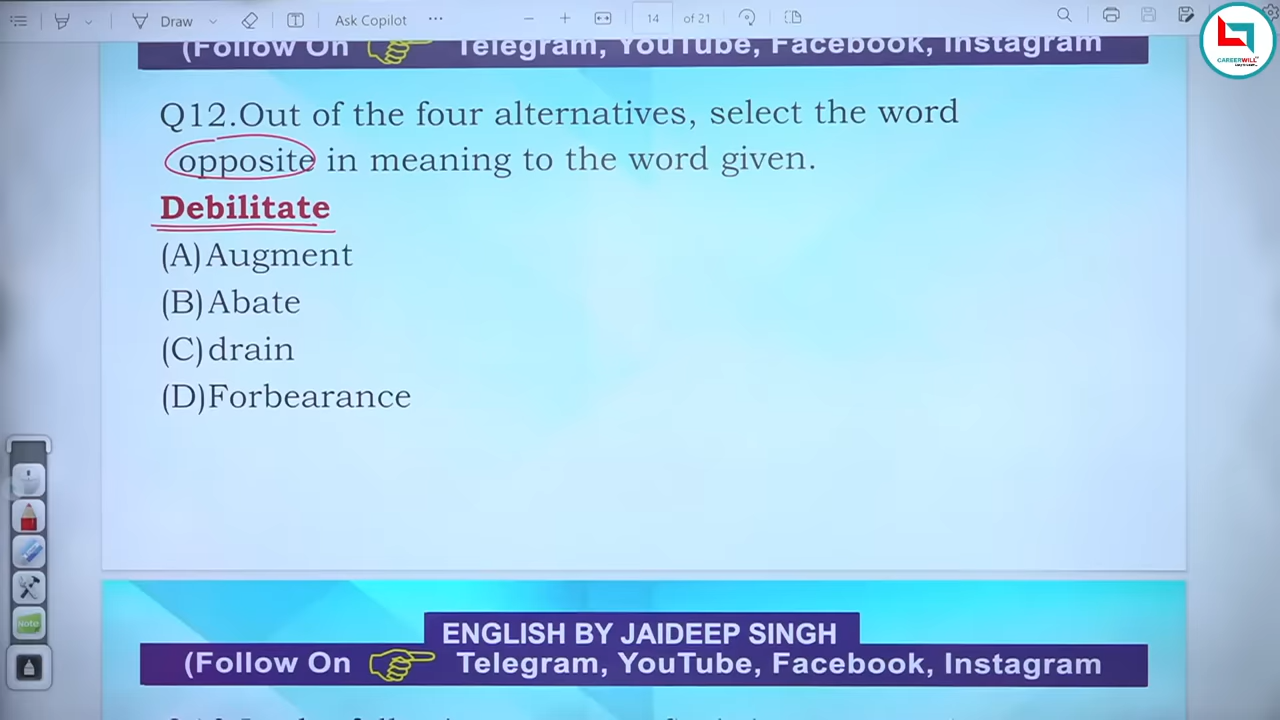 Draw
Ask Copilot
14 of 21
CAREERWILL
(Follow On Telegram, YouTube, Facebook, Instagram
Q12.Out of the four alternatives, select the word
opposite in meaning to the word given.
Debilitate
(A)Augment
(B)Abate
(C)drain
(D)Forbearance
Note
ENGLISH BY JAIDEEP SINGH
(Follow On Telegram, YouTube, Facebook, Instagram